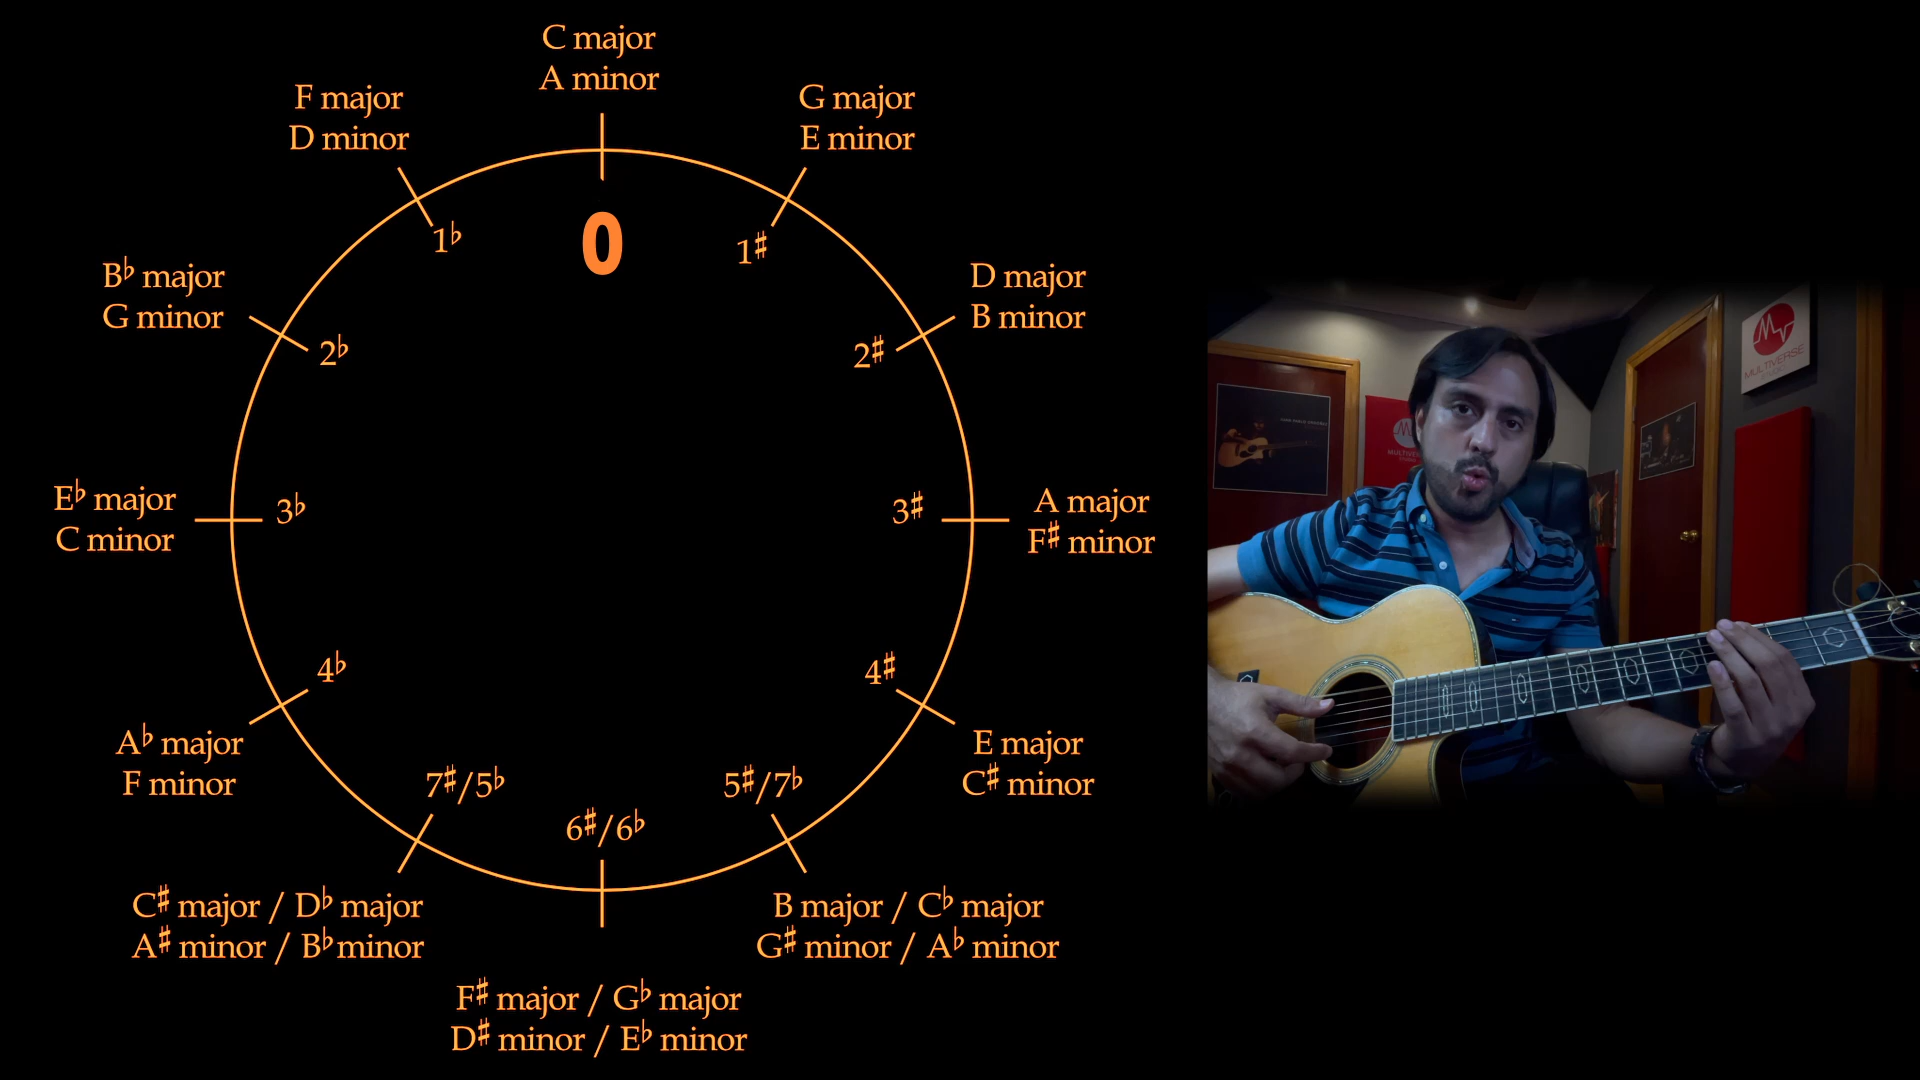 C major
A minor
F major
D minor
G major
E minor
0
1♭
1♯
B♭ major
G minor
D major
B minor
2♭
2♯
E♭ major
C minor
3♭
3♯
A major
F♯ minor
4♭
4♯
A♭ major
F minor
E major
C♯ minor
7♯/5♭
6♯/6♭
5♯/7♭
C♯ major / D♭ major
A♯ minor / B♭ minor
B major / C♭ major
G♯ minor / A♭ minor
F♯ major / G♭ major
D♯ minor / E♭ minor
MULTIVERSE
STUDIO